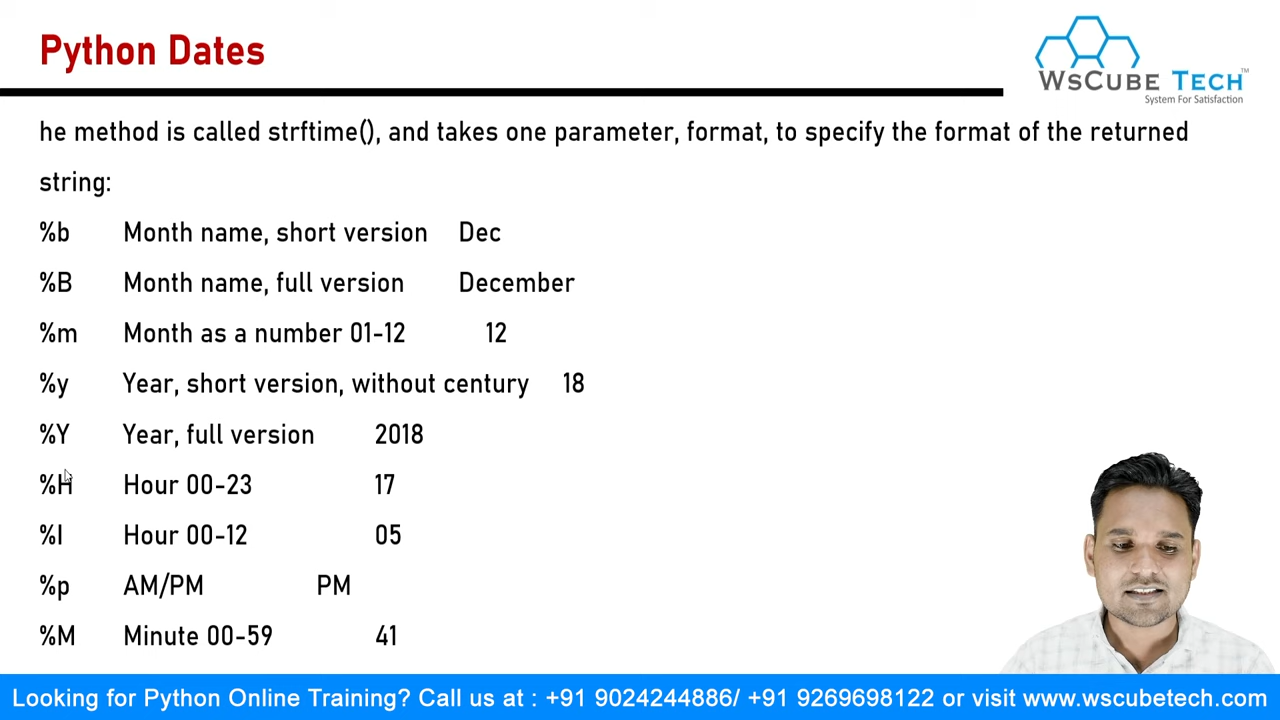 Python Dates
WsCube Tech™
System For Satisfaction
he method is called strftime(), and takes one parameter, format, to specify the format of the returned
string:
%b Month name, short version Dec
%B Month name, full version December
%m Month as a number 01-12 12
%y Year, short version, without century 18
%Y Year, full version 2018
%H Hour 00-23 17
%I Hour 00-12 05
%p AM/PM PM
%M Minute 00-59 41
Looking for Python Online Training? Call us at : +91 9024244886/ +91 9269698122 or visit www.wscubetech.com